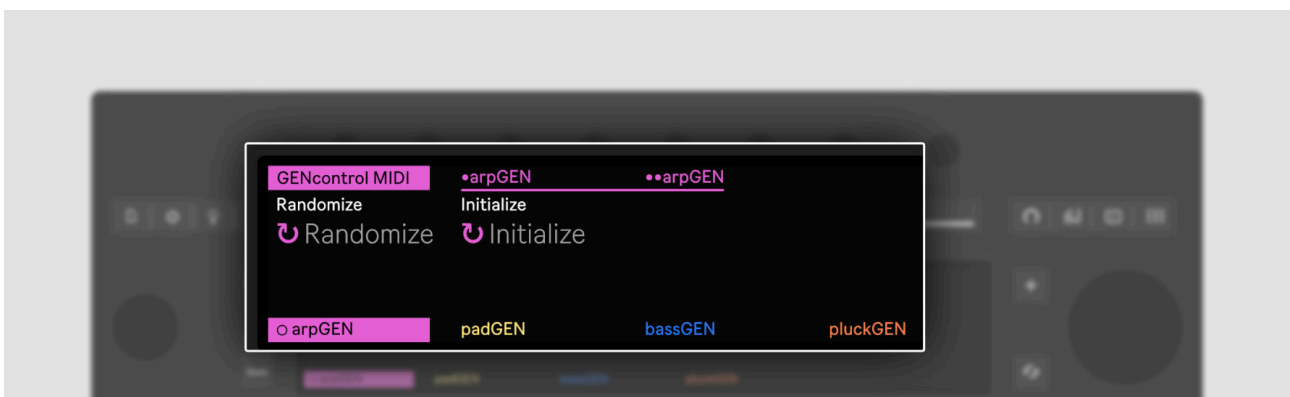 GENcontrol MIDI •arpGEN ••arpGEN
Randomize Initialize
Randomize Initialize
arpGEN padGEN bassGEN pluckGEN